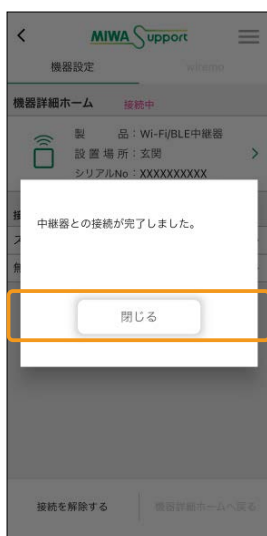 MIWA Support
機器設定 wiremo
機器詳細ホーム 接続中
製 品：Wi-Fi/BLE中継器
設置場所：玄関
シリアルNo：XXXXXXXXXX
中継器との接続が完了しました。
閉じる
接続を解除する 機器詳細ホームへ戻る